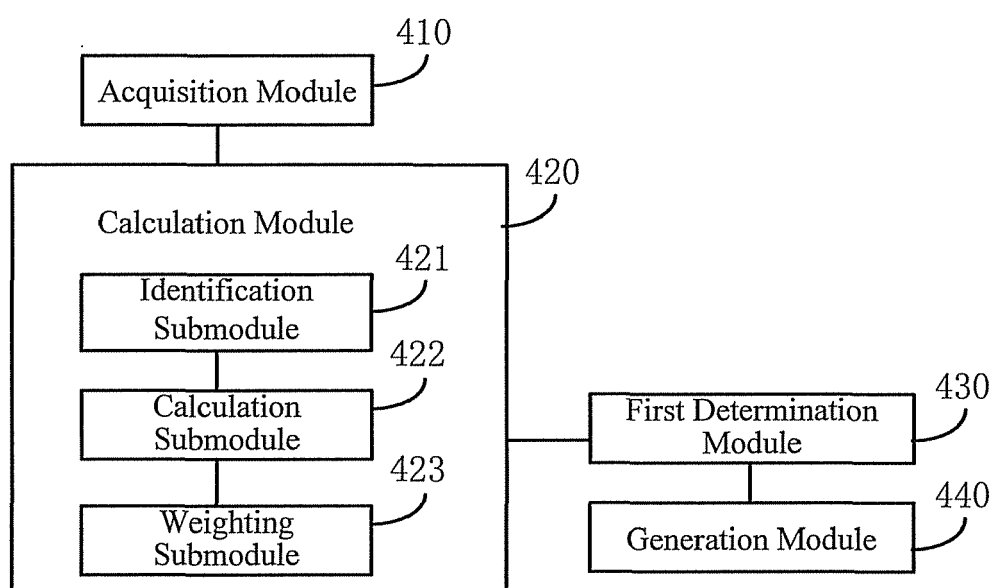 410
Acquisition Module
420
Calculation Module
421
Identification
Submodule
422
Calculation
Submodule
430
First Determination
Module
423
Weighting
Submodule
440
Generation Module